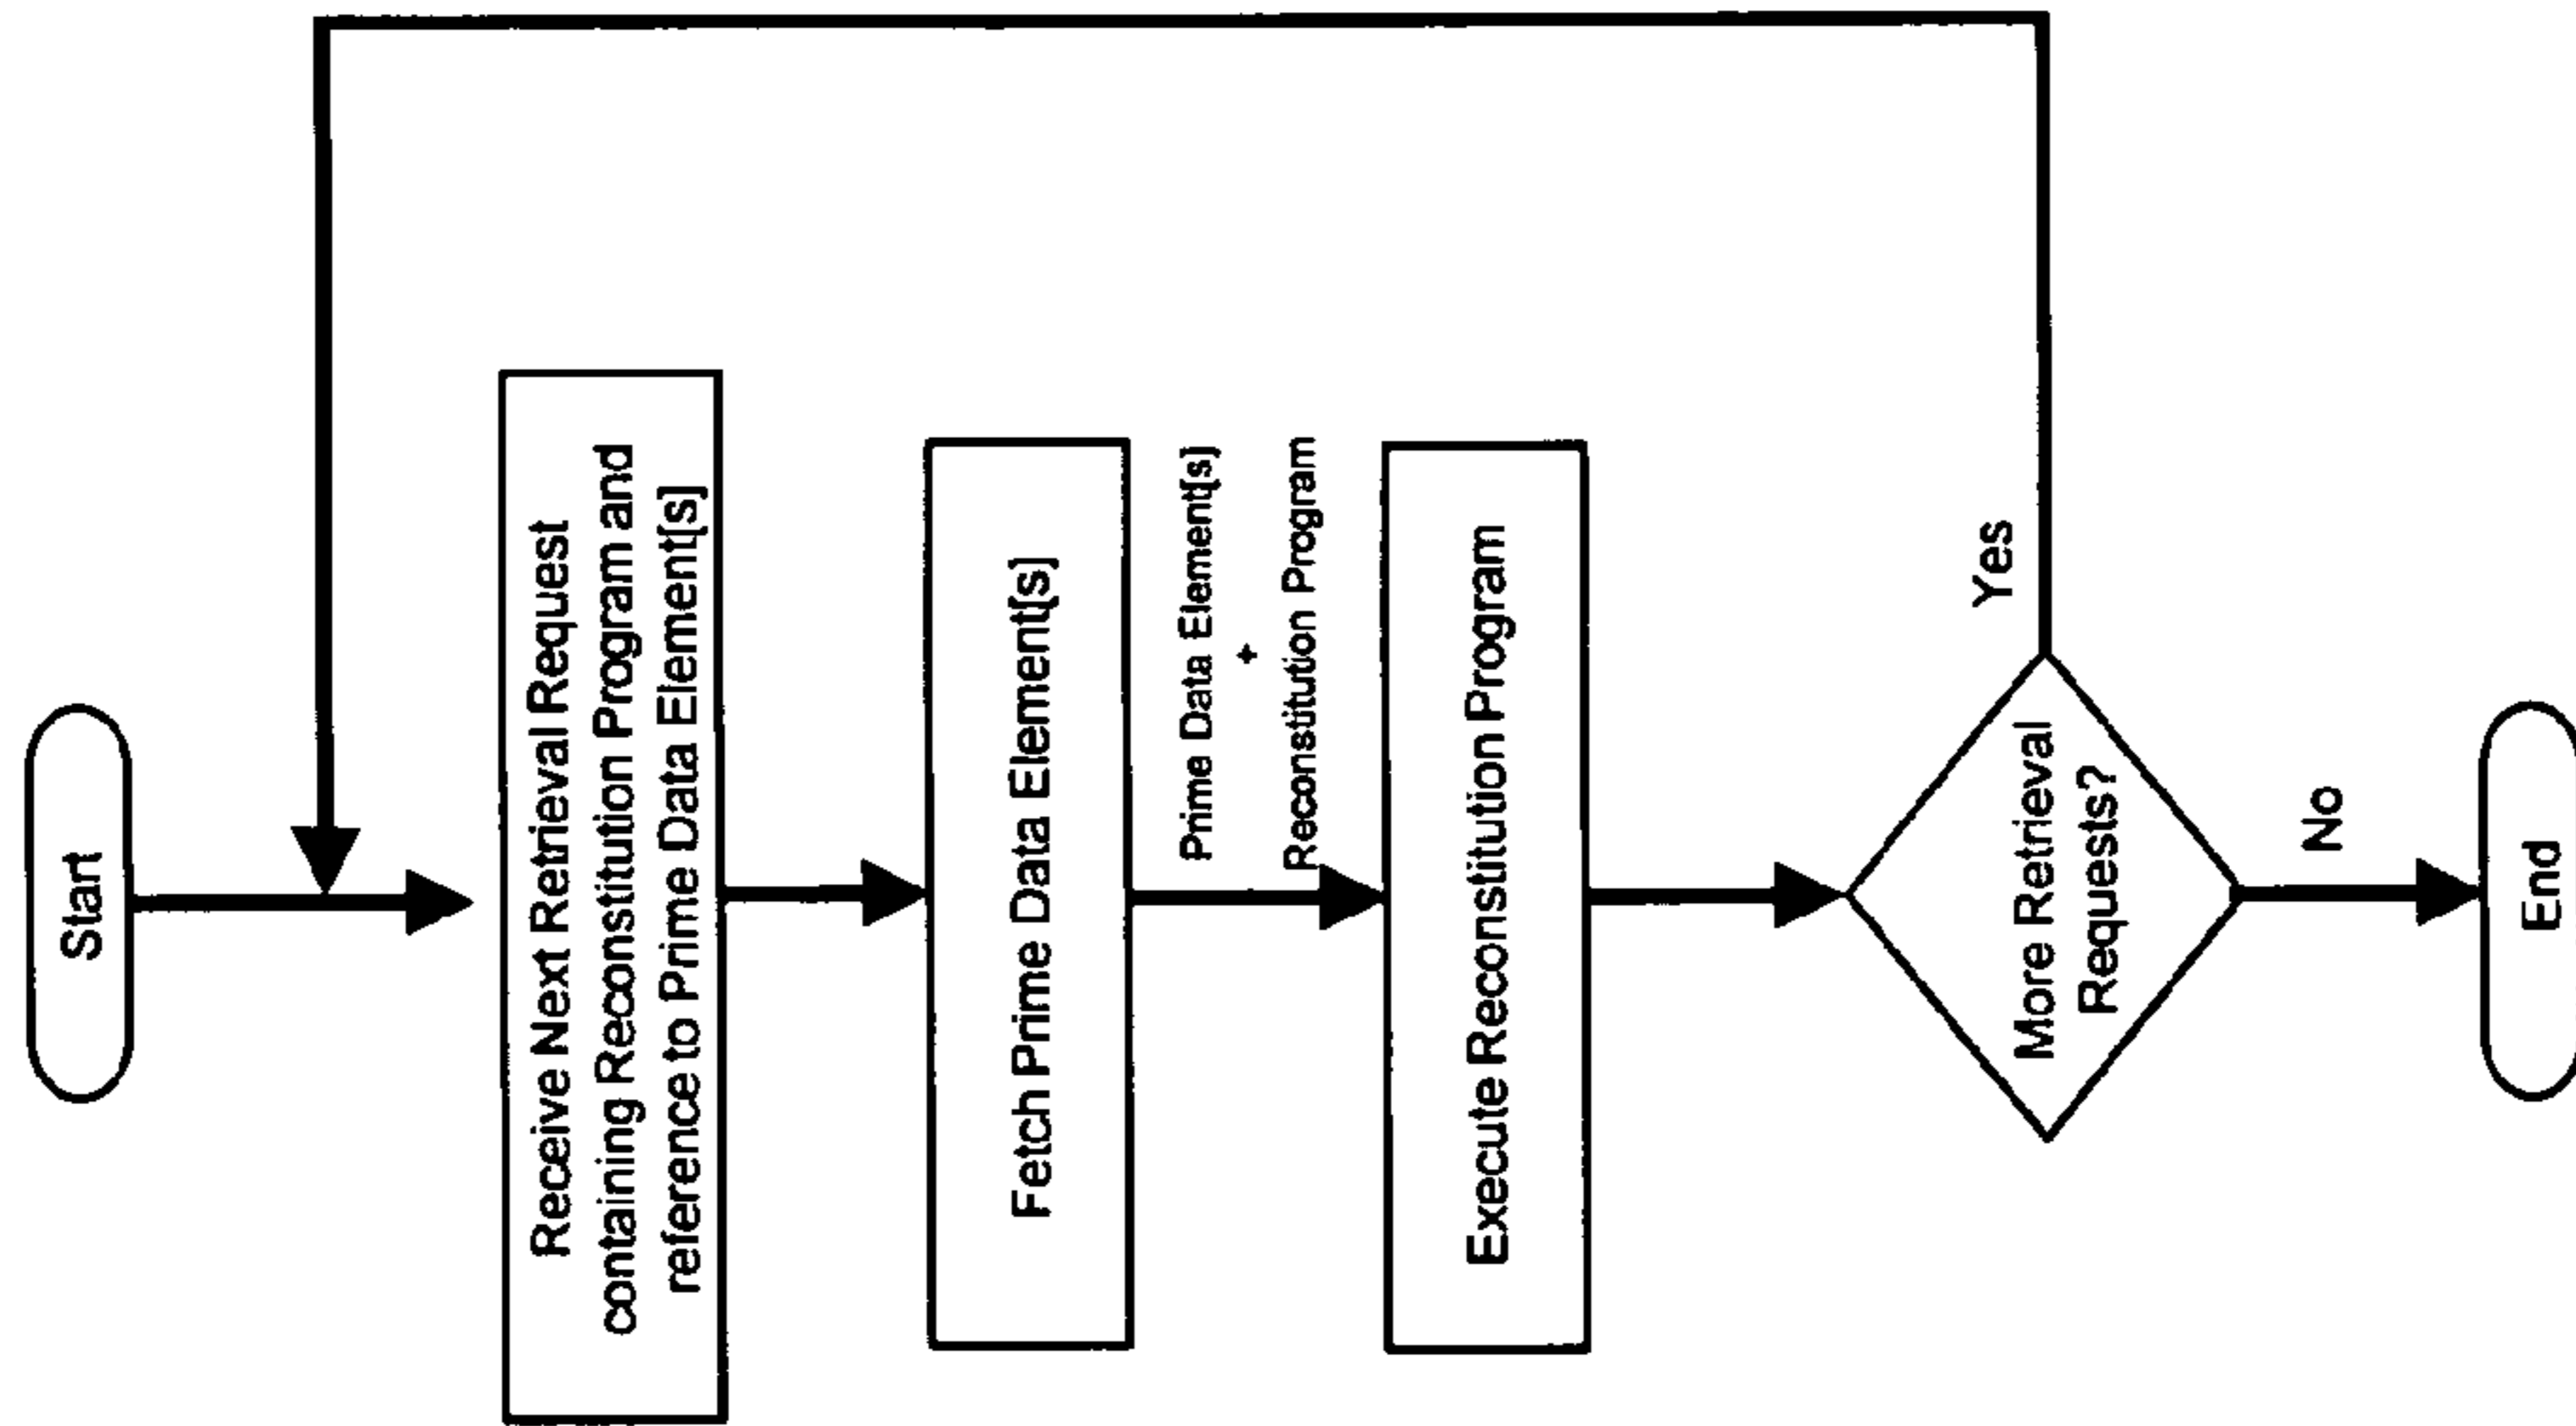 Start
Receive Next Retrieval Request
containing Reconstitution Program and
reference to Prime Data Element[s]
Fetch Prime Data Element[s]
Prime Data Element[s]
+
Reconstitution Program
Execute Reconstitution Program
More Retrieval
Requests?
Yes
No
End